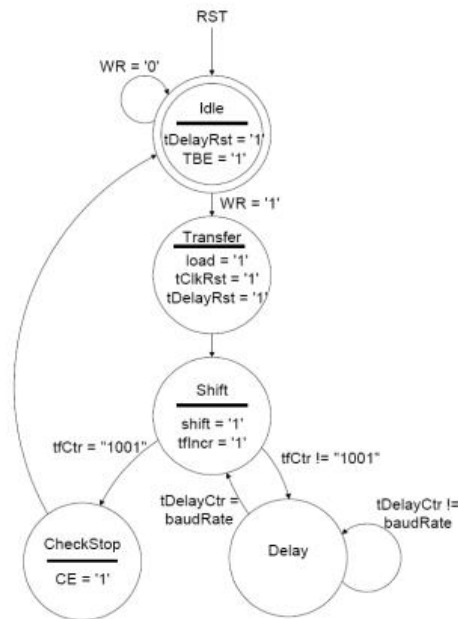 RST
WR = '0'
Idle
tDelayRst = '1'
TBE = '1'
WR = '1'
Transfer
load = '1'
tClkRst = '1'
tDelayRst = '1'
Shift
shift = '1'
tfIncr = '1'
tfCtr = "1001"
tfCtr != "1001"
tDelayCtr =
baudRate
tDelayCtr !=
baudRate
CheckStop
CE = '1'
Delay